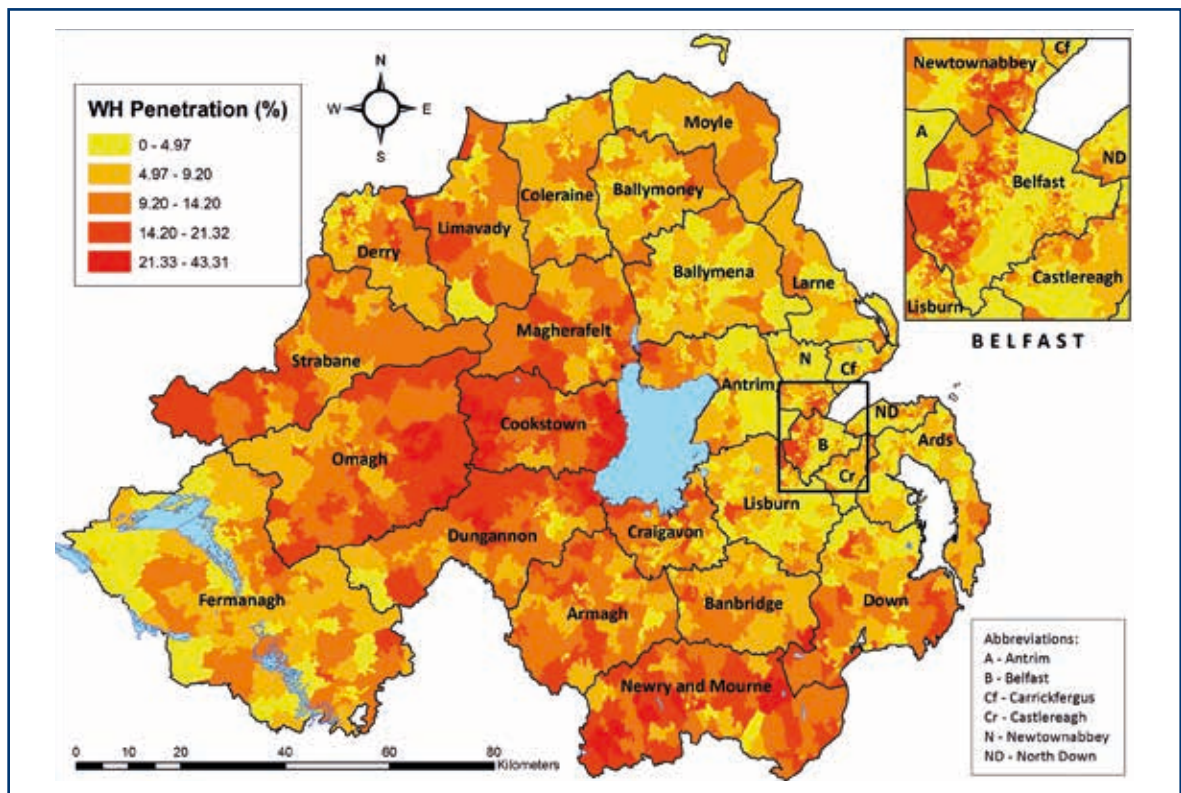 WH Penetration (%)
0 - 4.97
4.97 - 9.20
9.20 - 14.20
14.20 - 21.32
21.33 - 43.31
N
W E
S
Moyle
Coleraine
Ballymoney
Limavady
Derry
Ballymena
Larne
Magherafelt
Strabane
N
Cf
Antrim
Cookstown
ND
Ards
B
Omagh
Cr
Lisburn
Dungannon
Craigavon
Fermanagh
Armagh
Banbridge
Down
Newry and Mourne
0 20 40 60 80
Kilometers
Cf
Newtownabbey
A
ND
Belfast
Castlereagh
Lisburn
BELFAST
Abbreviations:
A - Antrim
B - Belfast
Cf - Carrickfergus
Cr - Castlereagh
N - Newtownabbey
ND - North Down